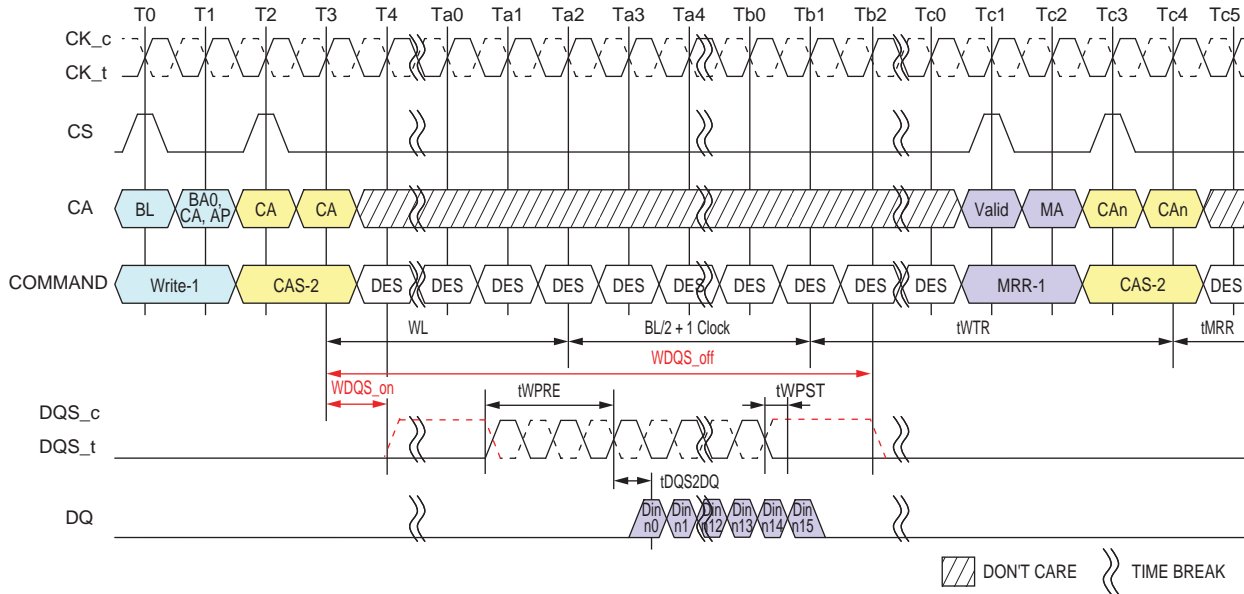 T0 T1 T2 T3 T4 Ta0 Ta1 Ta2 Ta3 Ta4 Tb0 Tb1 Tb2 Tc0 Tc1 Tc2 Tc3 Tc4 Tc5
CK_c
CK_t
CS
CA
BL
BA0,
CA, AP
CA
CA
Valid
MA
CAn
CAn
COMMAND
Write-1
CAS-2
DES
DES
DES
DES
DES
DES
DES
DES
DES
DES
MRR-1
CAS-2
DES
WL
BL/2 + 1 Clock
tWTR
tMRR
WDQS_off
WDQS_on
tWPRE
tWPST
DQS_c
DQS_t
tDQS2DQ
DQ
Din
n0
Din
n1
Din
n12
Din
n13
Din
n14
Din
n15
DON'T CARE
TIME BREAK